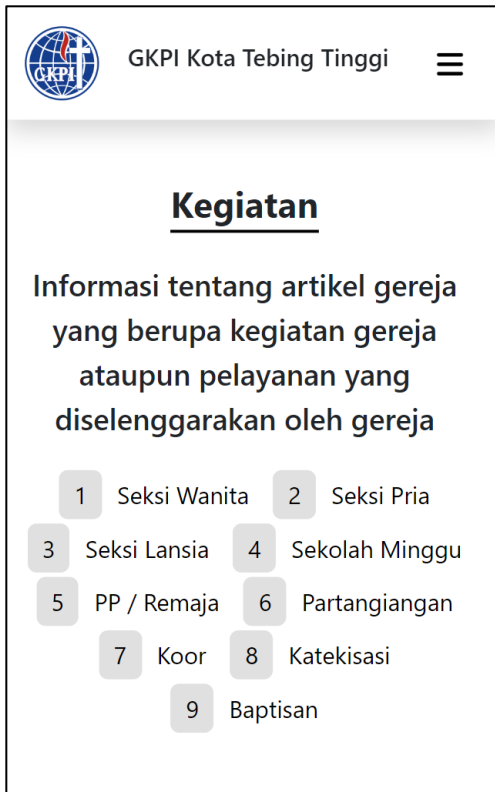 GKPI
GKPI Kota Tebing Tinggi
Kegiatan
Informasi tentang artikel gereja
yang berupa kegiatan gereja
ataupun pelayanan yang
diselenggarakan oleh gereja
1 Seksi Wanita 2 Seksi Pria
3 Seksi Lansia 4 Sekolah Minggu
5 PP / Remaja 6 Partangiangan
7 Koor 8 Katekisasi
9 Baptisan